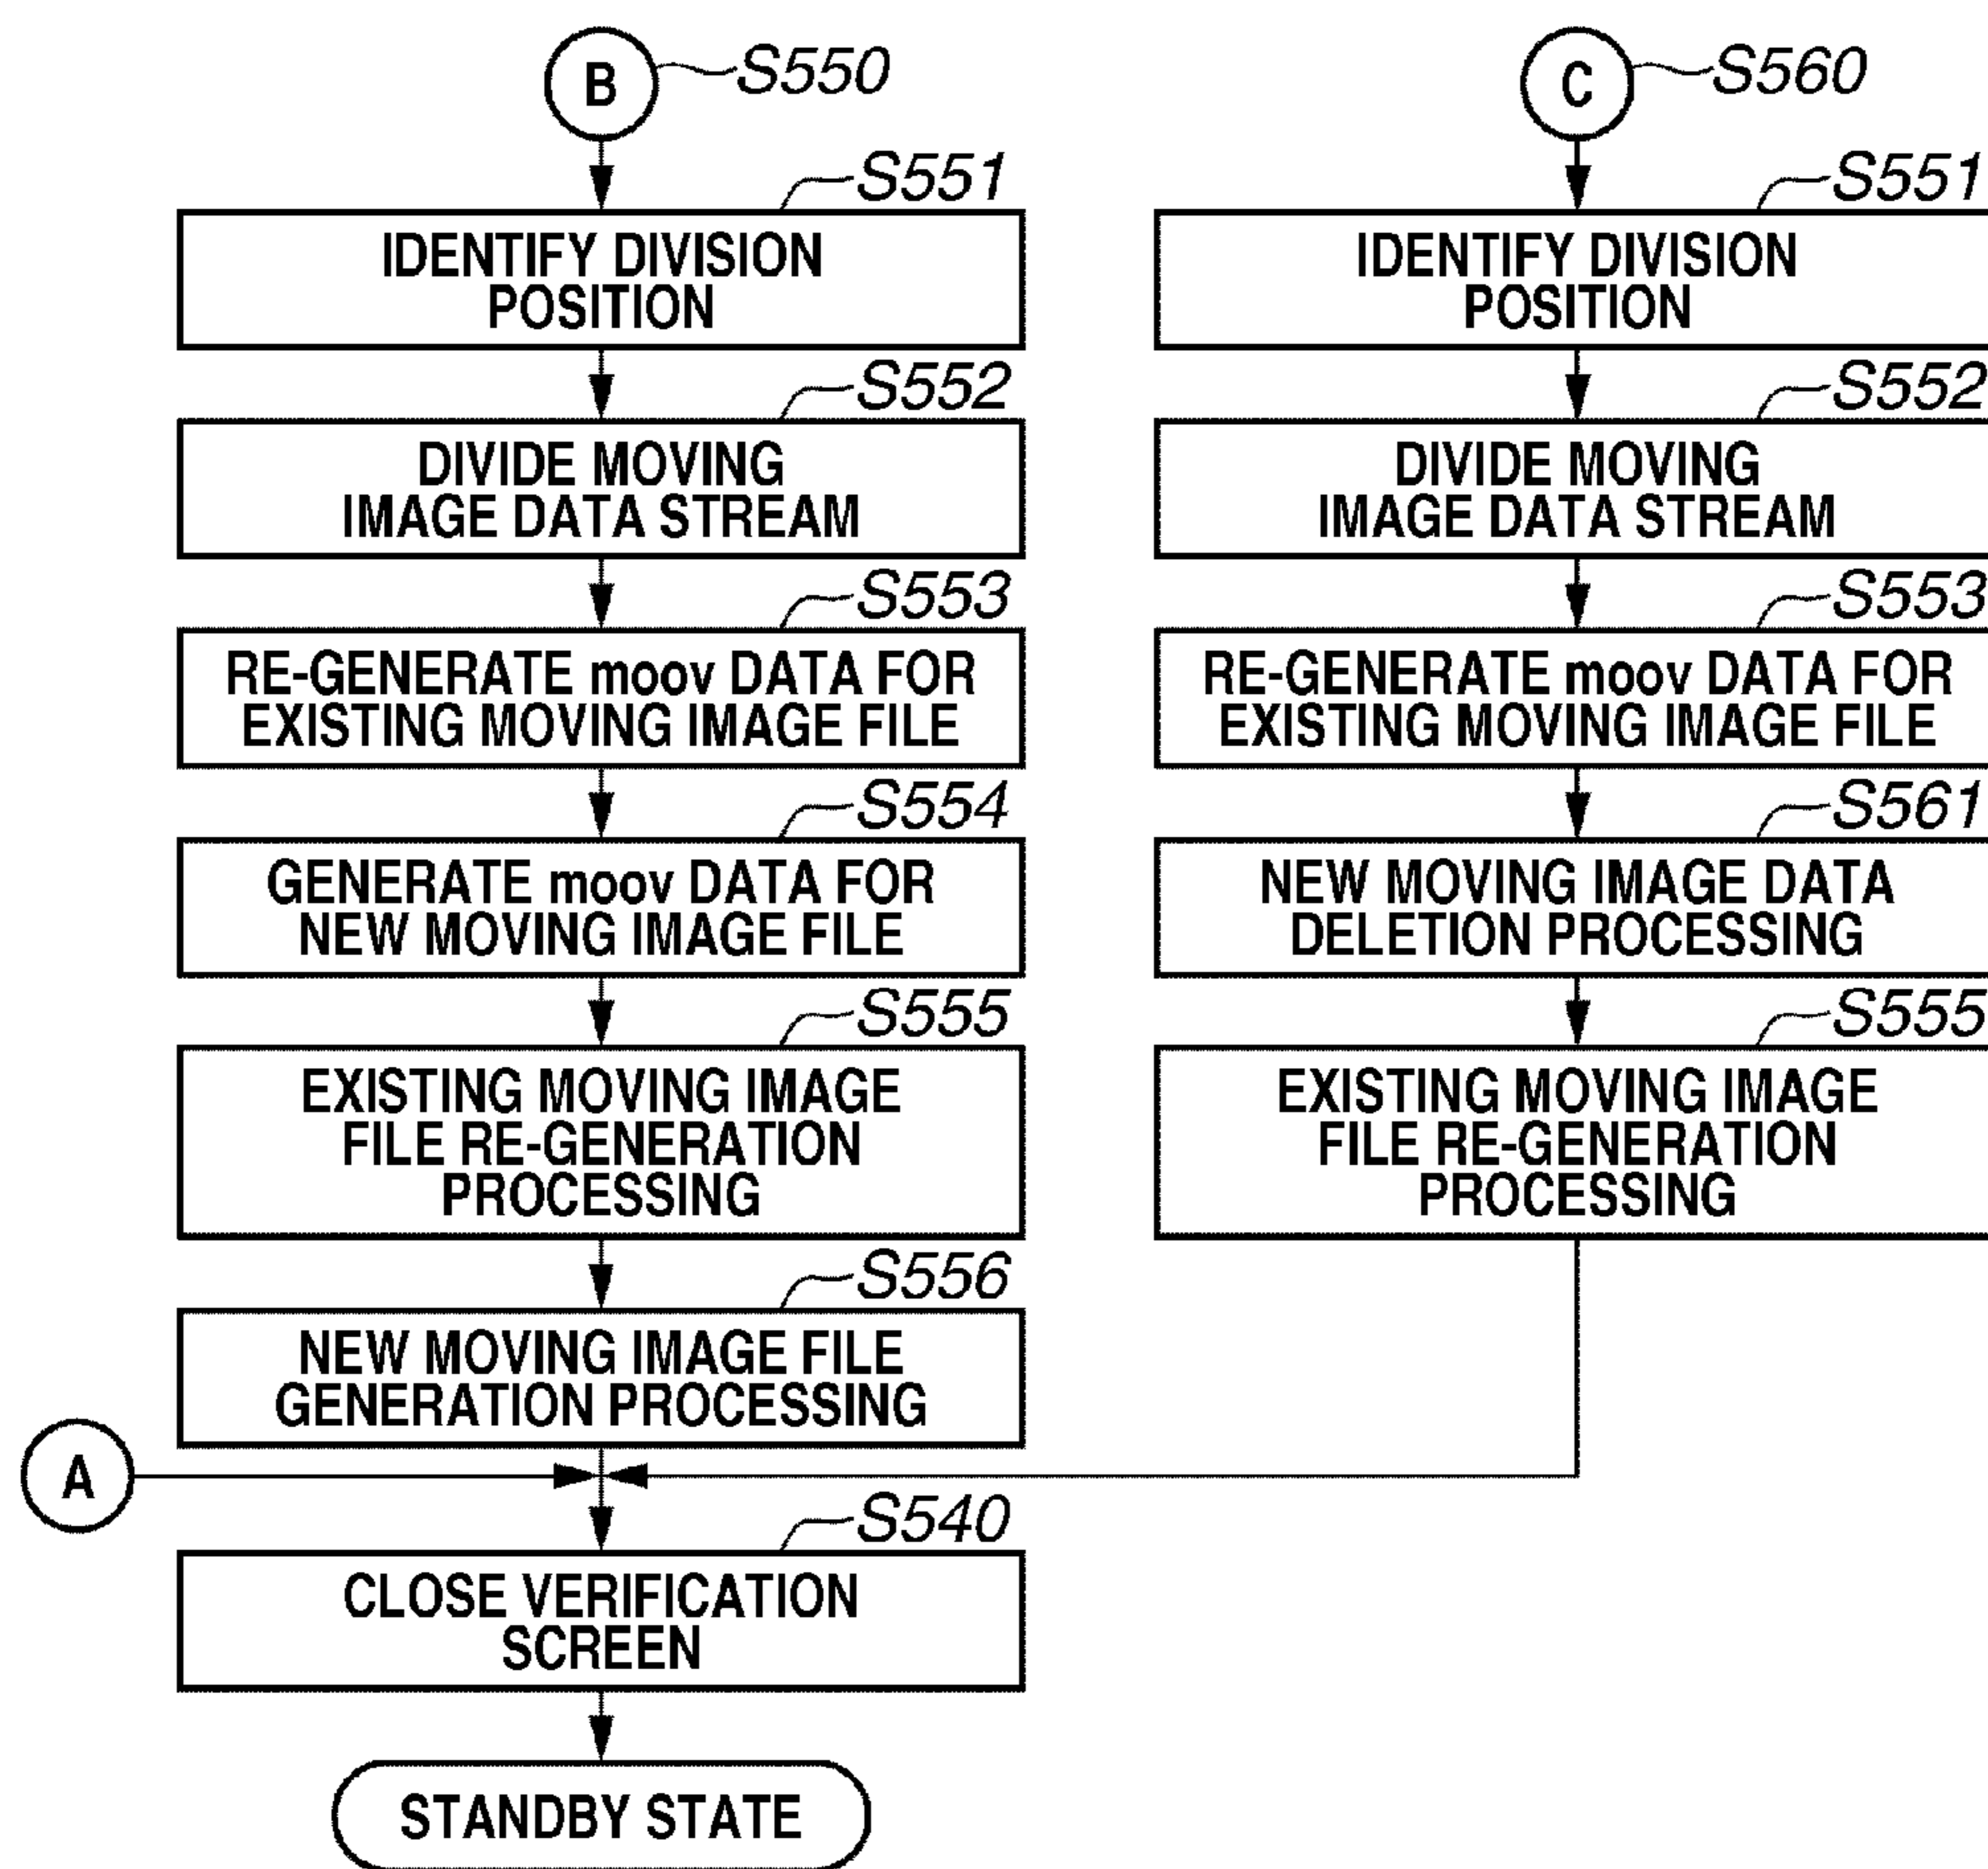 B
S550
S551
IDENTIFY DIVISION
POSITION
S552
DIVIDE MOVING
IMAGE DATA STREAM
S553
RE-GENERATE moov DATA FOR
EXISTING MOVING IMAGE FILE
S554
GENERATE moov DATA FOR
NEW MOVING IMAGE FILE
S555
EXISTING MOVING IMAGE
FILE RE-GENERATION
PROCESSING
S556
NEW MOVING IMAGE FILE
GENERATION PROCESSING
A
S540
CLOSE VERIFICATION
SCREEN
STANDBY STATE
C
S560
S551
IDENTIFY DIVISION
POSITION
S552
DIVIDE MOVING
IMAGE DATA STREAM
S553
RE-GENERATE moov DATA FOR
EXISTING MOVING IMAGE FILE
S561
NEW MOVING IMAGE DATA
DELETION PROCESSING
S555
EXISTING MOVING IMAGE
FILE RE-GENERATION
PROCESSING